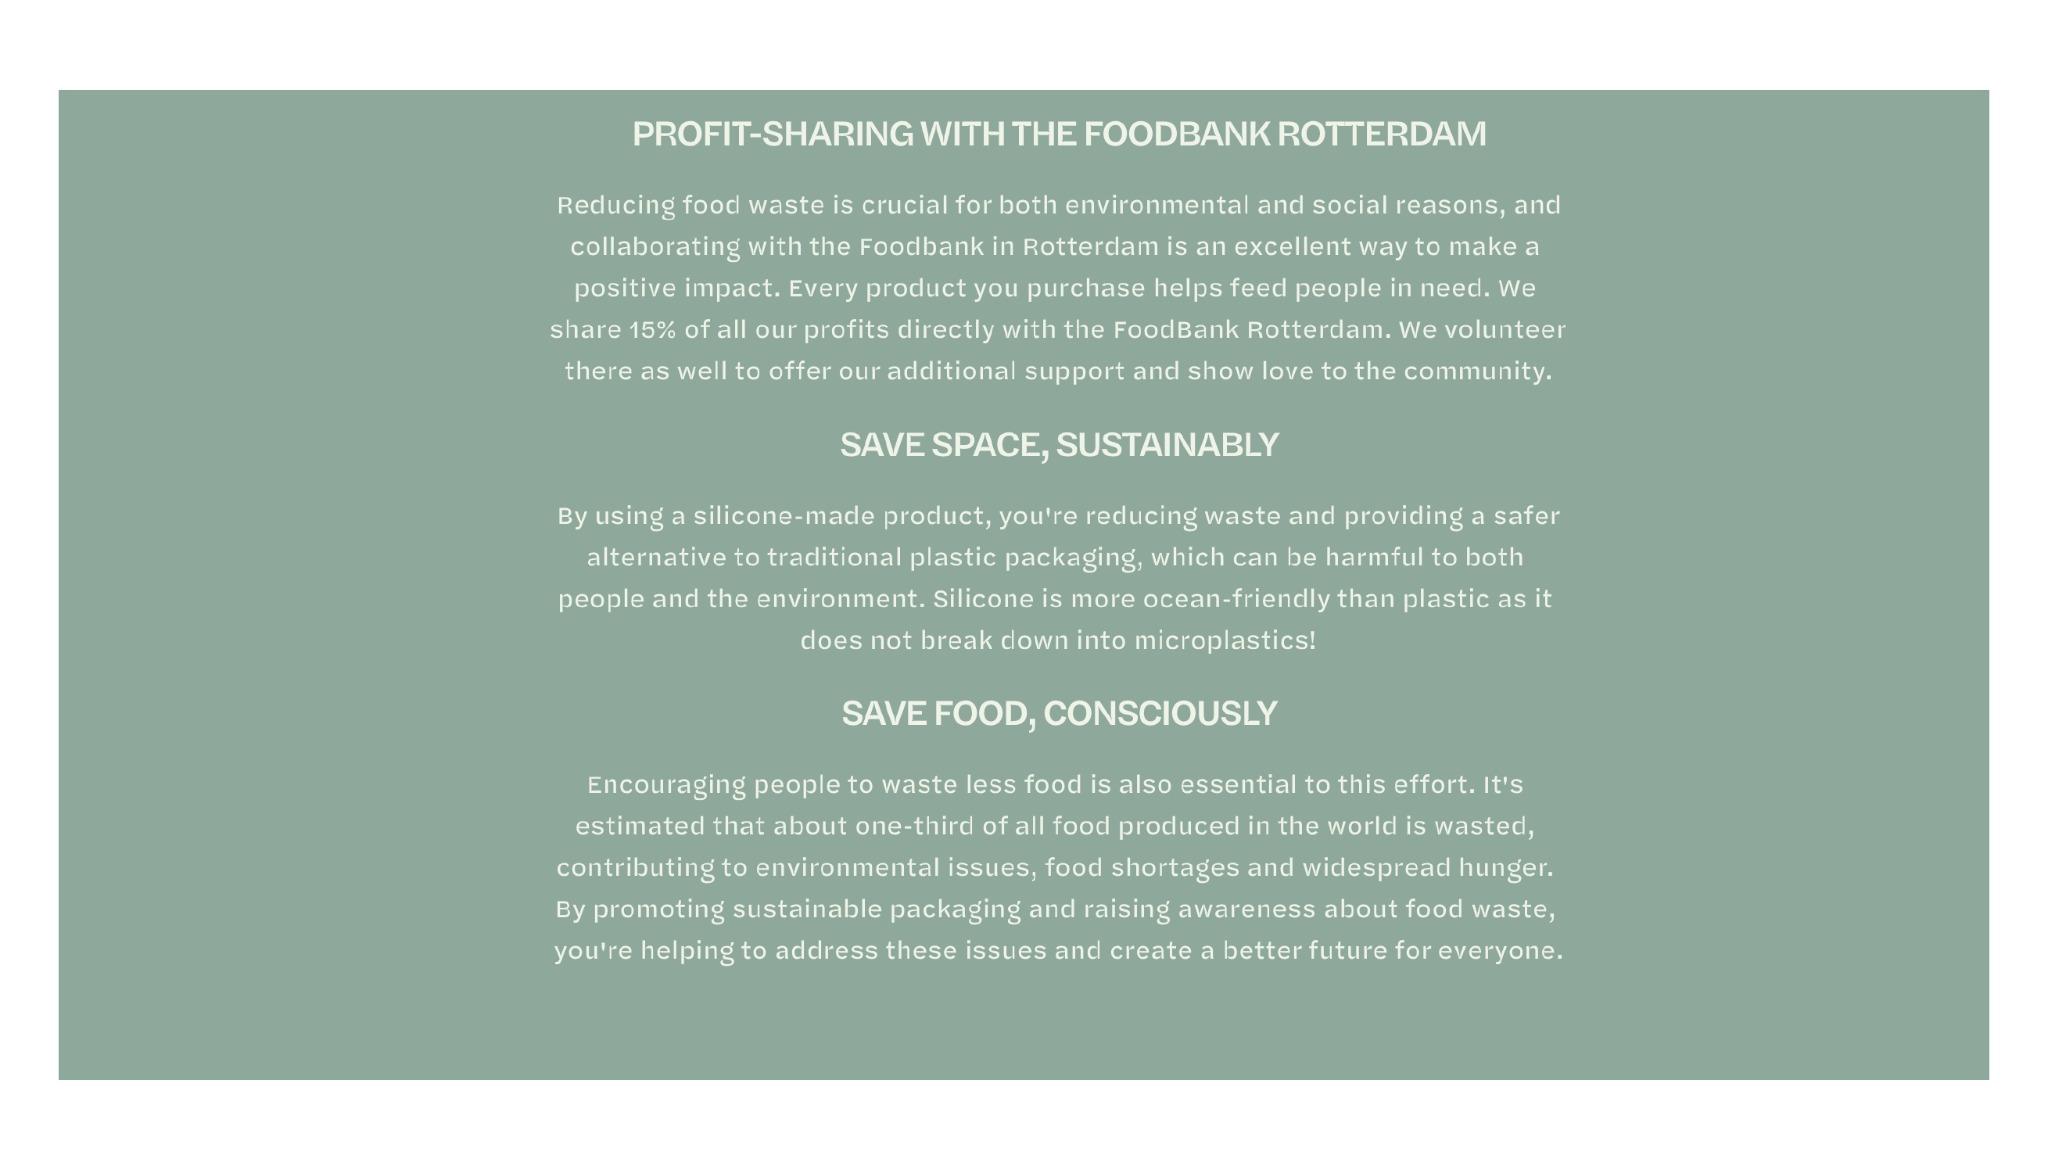 PROFIT-SHARING WITH THE FOODBANK ROTTERDAM
Reducing food waste is crucial for both environmental and social reasons, and
collaborating with the Foodbank in Rotterdam is an excellent way to make a
positive impact. Every product you purchase helps feed people in need. We
share 15% of all our profits directly with the FoodBank Rotterdam. We volunteer
there as well to offer our additional support and show love to the community.
SAVE SPACE, SUSTAINABLY
By using a silicone-made product, you're reducing waste and providing a safer
alternative to traditional plastic packaging, which can be harmful to both
people and the environment. Silicone is more ocean-friendly than plastic as it
does not break down into microplastics!
SAVE FOOD, CONSCIOUSLY
Encouraging people to waste less food is also essential to this effort. It's
estimated that about one-third of all food produced in the world is wasted,
contributing to environmental issues, food shortages and widespread hunger.
By promoting sustainable packaging and raising awareness about food waste,
you're helping to address these issues and create a better future for everyone.